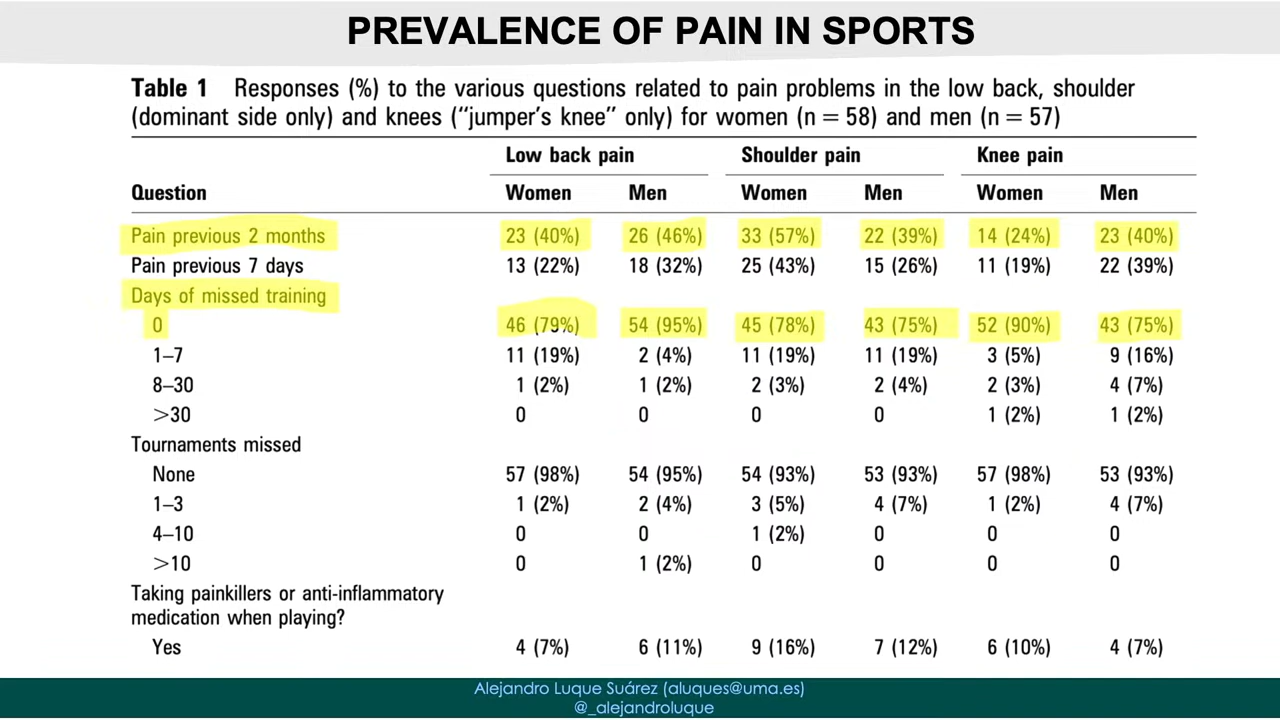 PREVALENCE OF PAIN IN SPORTS
Table 1 Responses (%) to the various questions related to pain problems in the low back, shoulder
(dominant side only) and knees (“jumper’s knee” only) for women (n = 58) and men (n = 57)
Low back pain Shoulder pain Knee pain
Question Women Men Women Men Women Men
Pain previous 2 months 23 (40%) 26 (46%) 33 (57%) 22 (39%) 14 (24%) 23 (40%)
Pain previous 7 days 13 (22%) 18 (32%) 25 (43%) 15 (26%) 11 (19%) 22 (39%)
Days of missed training
0 46 (79%) 54 (95%) 45 (78%) 43 (75%) 52 (90%) 43 (75%)
1–7 11 (19%) 2 (4%) 11 (19%) 11 (19%) 3 (5%) 9 (16%)
8–30 1 (2%) 1 (2%) 2 (3%) 2 (4%) 2 (3%) 4 (7%)
>30 0 0 0 0 1 (2%) 1 (2%)
Tournaments missed
None 57 (98%) 54 (95%) 54 (93%) 53 (93%) 57 (98%) 53 (93%)
1–3 1 (2%) 2 (4%) 3 (5%) 4 (7%) 1 (2%) 4 (7%)
4–10 0 0 1 (2%) 0 0 0
>10 0 1 (2%) 0 0 0 0
Taking painkillers or anti-inflammatory
medication when playing?
Yes 4 (7%) 6 (11%) 9 (16%) 7 (12%) 6 (10%) 4 (7%)
Alejandro Luque Suárez (aluques@uma.es)
@_alejandroluque